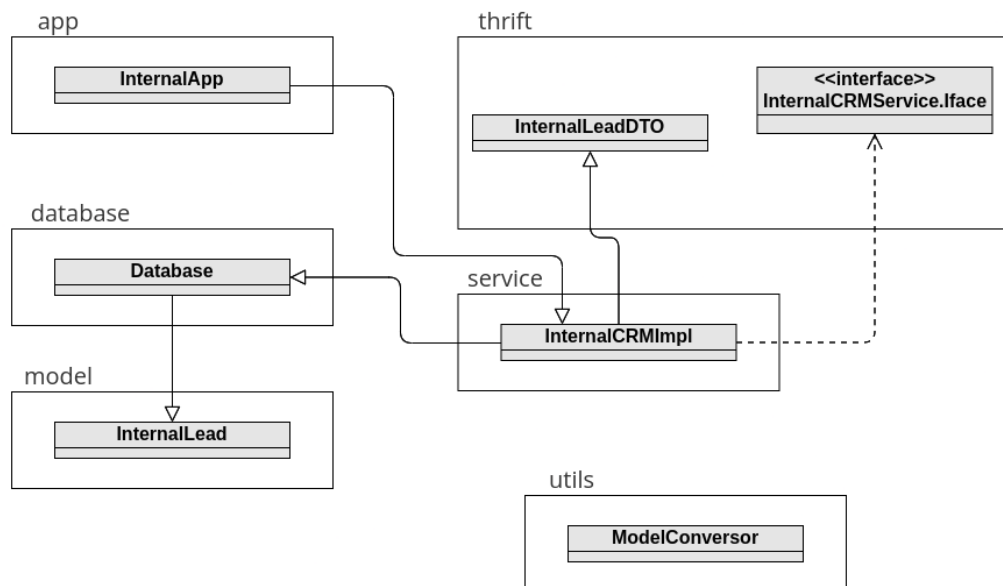 app
InternalApp
thrift
<<interface>>
InternalCRMService.Iface
InternalLeadDTO
database
Database
service
InternalCRMImpl
model
InternalLead
utils
ModelConversor